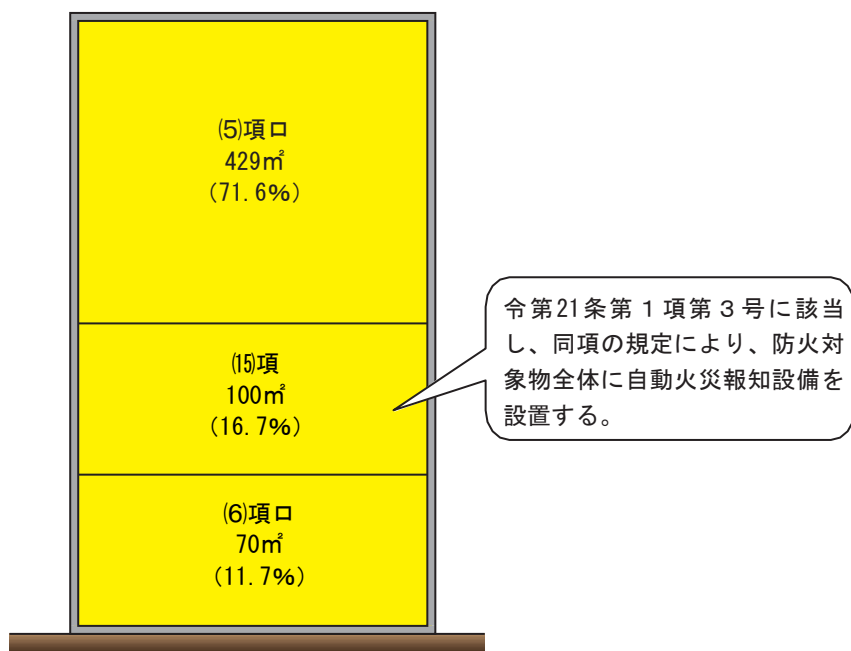 ⑸項ロ
429㎡
（71.6％）
⒂項
100㎡
（16.7％）
⑹項ロ
70㎡
（11.7％）
令第21条第１項第３号に該当
し、同項の規定により、防火対
象物全体に自動火災報知設備を
設置する。